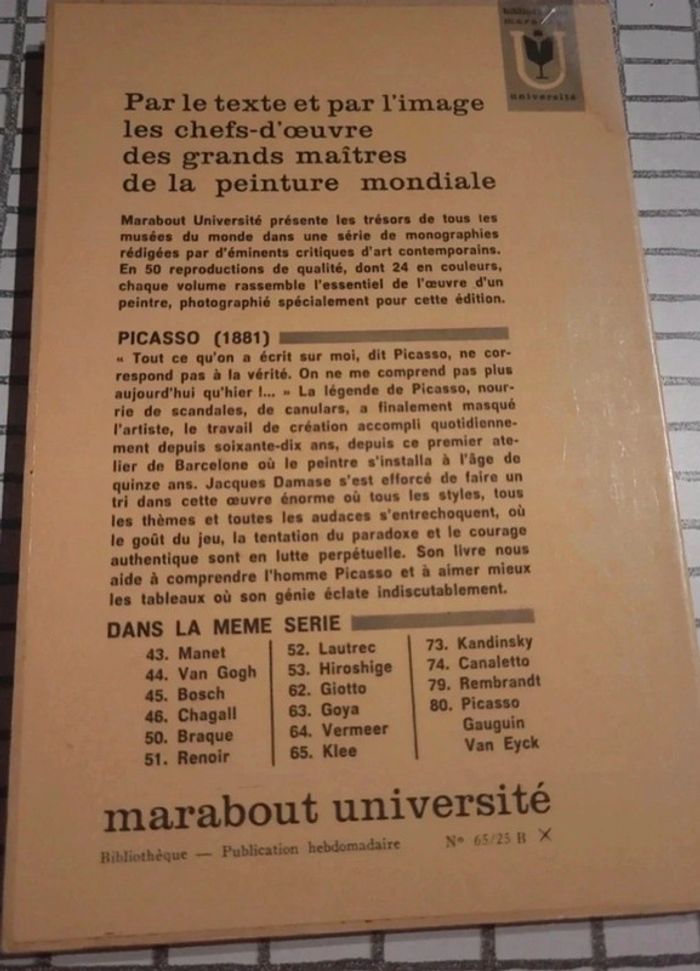 bibliothèque
marabout
université
Par le texte et par l'image
les chefs-d'œuvre
des grands maîtres
de la peinture mondiale
Marabout Université présente les trésors de tous les
musées du monde dans une série de monographies
rédigées par d'éminents critiques d'art contemporains.
En 50 reproductions de qualité, dont 24 en couleurs,
chaque volume rassemble l'essentiel de l'œuvre d'un
peintre, photographié spécialement pour cette édition.
PICASSO (1881)
« Tout ce qu'on a écrit sur moi, dit Picasso, ne cor-
respond pas à la vérité. On ne me comprend pas plus
aujourd'hui qu'hier !... » La légende de Picasso, nour-
rie de scandales, de canulars, a finalement masqué
l'artiste, le travail de création accompli quotidienne-
ment depuis soixante-dix ans, depuis ce premier ate-
lier de Barcelone où le peintre s'installa à l'âge de
quinze ans. Jacques Damase s'est efforcé de faire un
tri dans cette œuvre énorme où tous les styles, tous
les thèmes et toutes les audaces s'entrechoquent, où
le goût du jeu, la tentation du paradoxe et le courage
authentique sont en lutte perpétuelle. Son livre nous
aide à comprendre l'homme Picasso et à aimer mieux
les tableaux où son génie éclate indiscutablement.
DANS LA MEME SERIE
43. Manet
44. Van Gogh
45. Bosch
46. Chagall
50. Braque
51. Renoir
52. Lautrec
53. Hiroshige
62. Giotto
63. Goya
64. Vermeer
65. Klee
73. Kandinsky
74. Canaletto
79. Rembrandt
80. Picasso
Gauguin
Van Eyck
marabout université
Bibliothèque — Publication hebdomadaire N° 65/25 B X